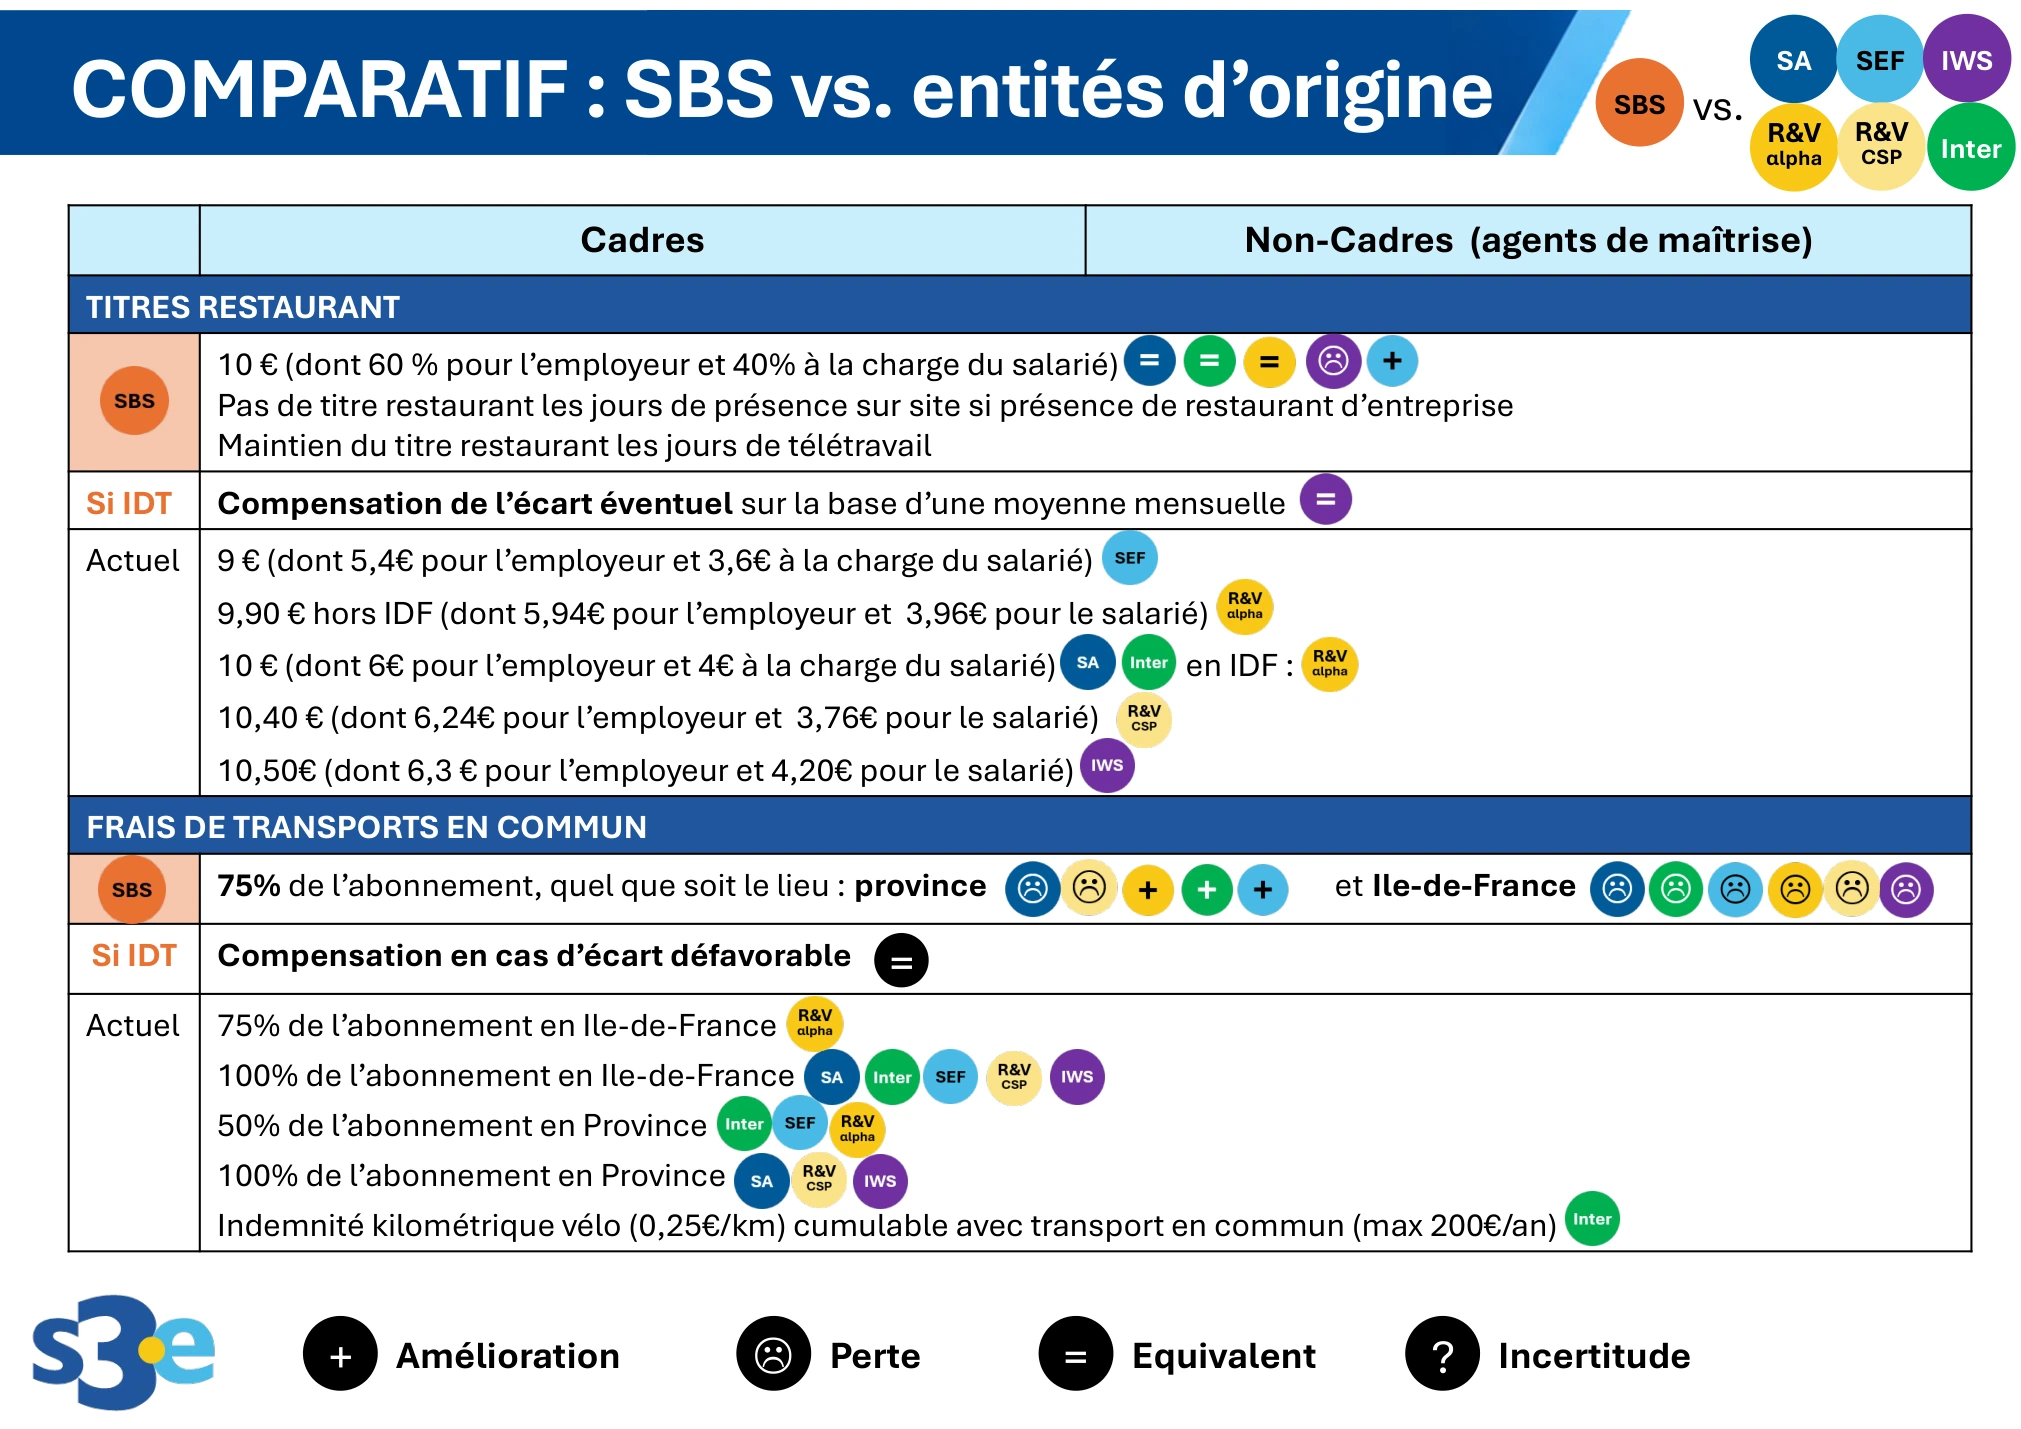 COMPARATIF : SBS vs. entités d’origine
SBS vs. SA SEF IWS
R&V alpha R&V CSP Inter
Cadres Non-Cadres (agents de maîtrise)
TITRES RESTAURANT
SBS
10 € (dont 60 % pour l’employeur et 40% à la charge du salarié) = = = ☹ +
Pas de titre restaurant les jours de présence sur site si présence de restaurant d’entreprise
Maintien du titre restaurant les jours de télétravail
Si IDT Compensation de l’écart éventuel sur la base d’une moyenne mensuelle =
Actuel 9 € (dont 5,4€ pour l’employeur et 3,6€ à la charge du salarié) SEF
9,90 € hors IDF (dont 5,94€ pour l’employeur et 3,96€ pour le salarié) R&V alpha
10 € (dont 6€ pour l’employeur et 4€ à la charge du salarié) SA Inter en IDF : R&V alpha
10,40 € (dont 6,24€ pour l’employeur et 3,76€ pour le salarié) R&V CSP
10,50€ (dont 6,3 € pour l’employeur et 4,20€ pour le salarié) IWS
FRAIS DE TRANSPORTS EN COMMUN
SBS 75% de l’abonnement, quel que soit le lieu : province ☹ ☹ + + + et Ile-de-France ☹ ☹ ☹ ☹ ☹ ☹
Si IDT Compensation en cas d’écart défavorable =
Actuel 75% de l’abonnement en Ile-de-France R&V alpha
100% de l’abonnement en Ile-de-France SA Inter SEF R&V CSP IWS
50% de l’abonnement en Province Inter SEF R&V alpha
100% de l’abonnement en Province SA R&V CSP IWS
Indemnité kilométrique vélo (0,25€/km) cumulable avec transport en commun (max 200€/an) Inter
s3e + Amélioration ☹ Perte = Equivalent ? Incertitude